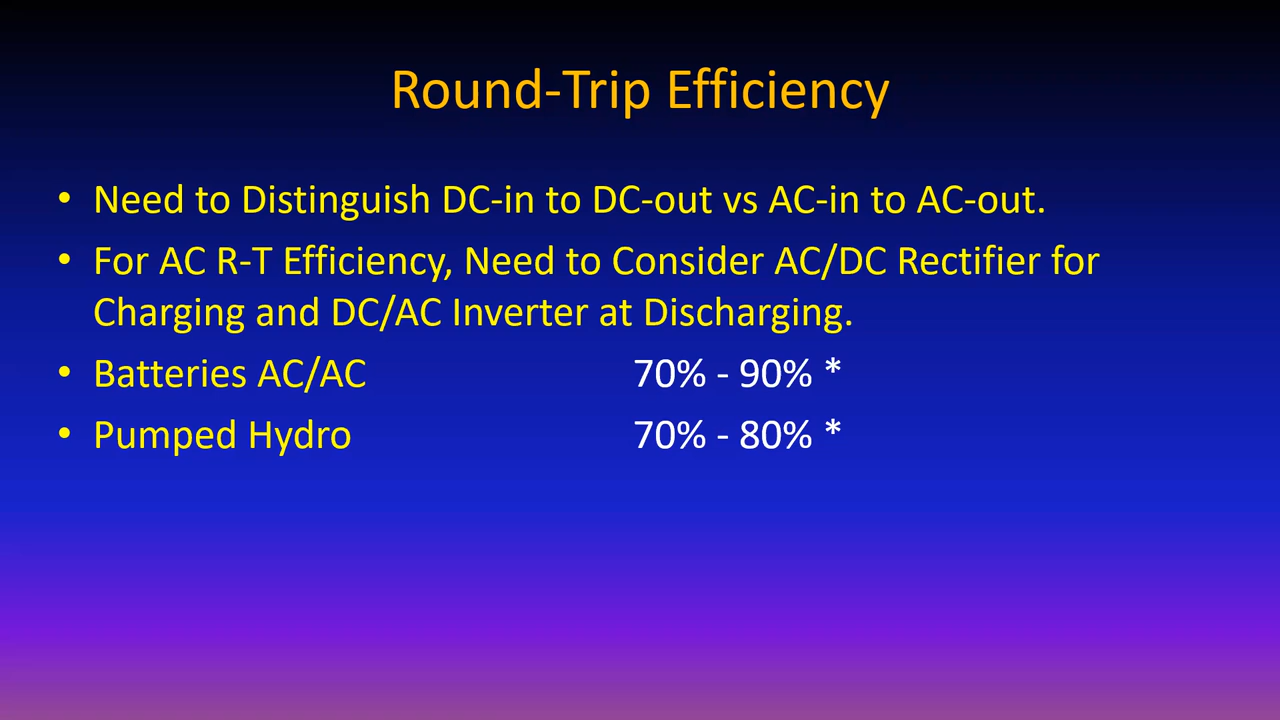 Round-Trip Efficiency
• Need to Distinguish DC-in to DC-out vs AC-in to AC-out.
• For AC R-T Efficiency, Need to Consider AC/DC Rectifier for
Charging and DC/AC Inverter at Discharging.
• Batteries AC/AC 70% - 90% *
• Pumped Hydro 70% - 80% *